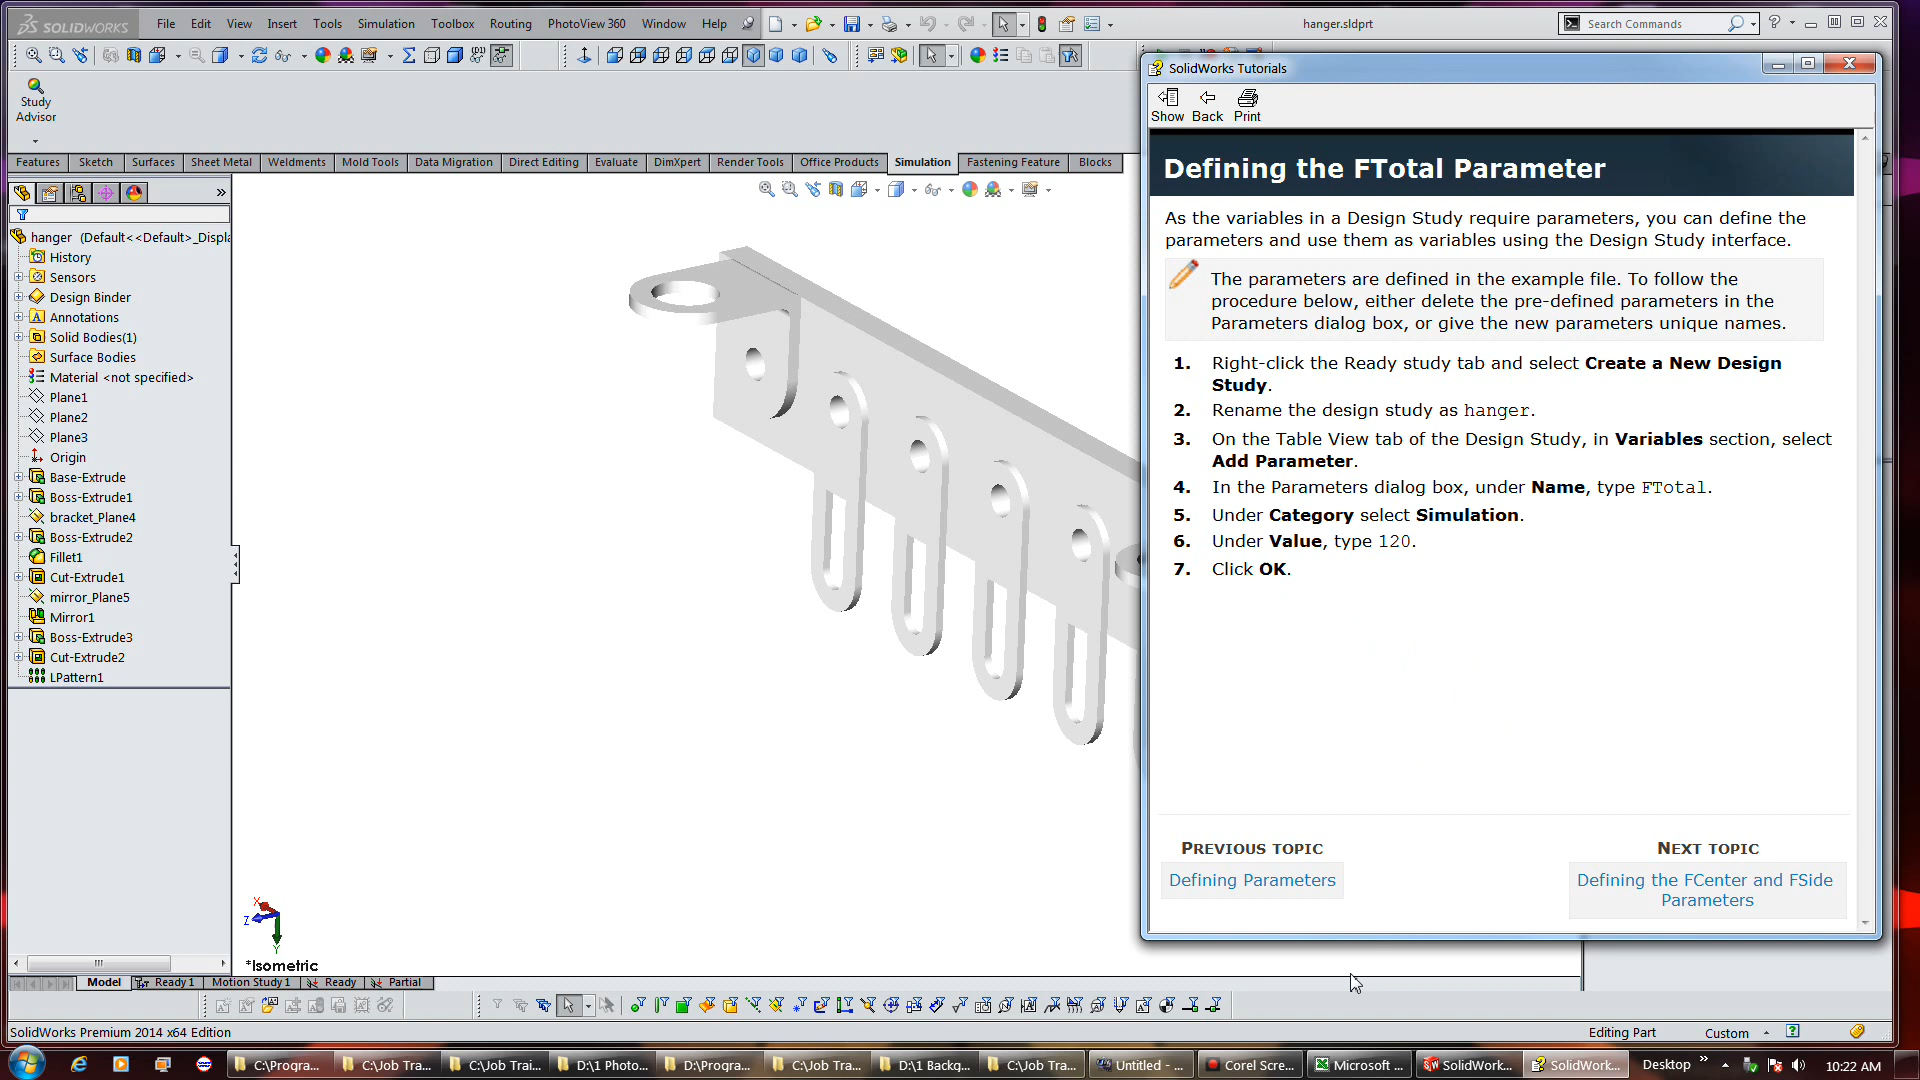 SOLIDWORKS File Edit View Insert Tools Simulation Toolbox Routing PhotoView 360 Window Help hanger.sldprt Search Commands
Study
Advisor
Features Sketch Surfaces Sheet Metal Weldments Mold Tools Data Migration Direct Editing Evaluate DimXpert Render Tools Office Products Simulation Fastening Feature Blocks
hanger (Default<<Default>_Displa
History
Sensors
Design Binder
Annotations
Solid Bodies(1)
Surface Bodies
Material <not specified>
Plane1
Plane2
Plane3
Origin
Base-Extrude
Boss-Extrude1
bracket_Plane4
Boss-Extrude2
Fillet1
Cut-Extrude1
mirror_Plane5
Mirror1
Boss-Extrude3
Cut-Extrude2
LPattern1
SolidWorks Tutorials
Show Back Print
Defining the FTotal Parameter
As the variables in a Design Study require parameters, you can define the
parameters and use them as variables using the Design Study interface.
The parameters are defined in the example file. To follow the
procedure below, either delete the pre-defined parameters in the
Parameters dialog box, or give the new parameters unique names.
1. Right-click the Ready study tab and select Create a New Design
Study.
2. Rename the design study as hanger.
3. On the Table View tab of the Design Study, in Variables section, select
Add Parameter.
4. In the Parameters dialog box, under Name, type FTotal.
5. Under Category select Simulation.
6. Under Value, type 120.
7. Click OK.
PREVIOUS TOPIC
Defining Parameters
NEXT TOPIC
Defining the FCenter and FSide
Parameters
X
Z
Y
*Isometric
Model Ready 1 Motion Study 1 Ready Partial
SolidWorks Premium 2014 x64 Edition Editing Part Custom
C:\Progra... C:\Job Tra... C:\Job Trai... D:\1 Photo... D:\Progra... C:\Job Tra... D:\1 Backg... C:\Job Tra... Untitled - ... Corel Scre... Microsoft ... SolidWork... SolidWork... Desktop 10:22 AM